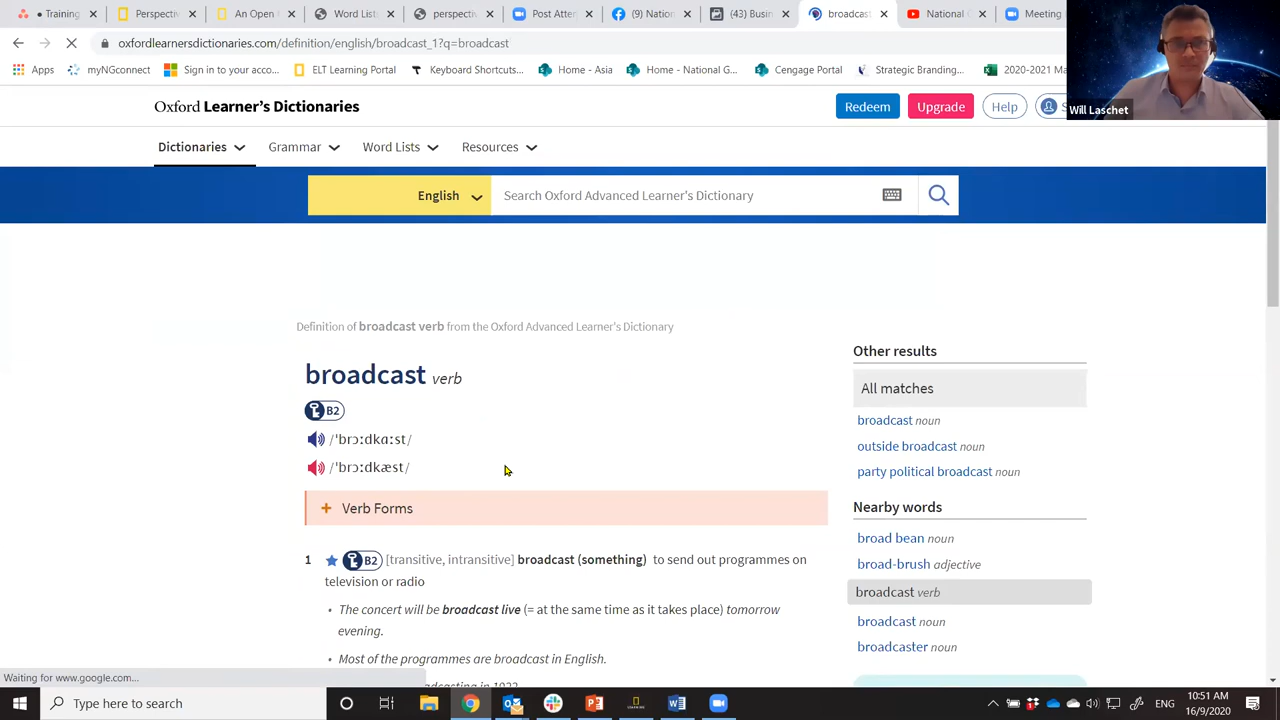 Training
Perspectiv
An Open
Word Lists
perspectiv
Post Atten
(9) Nation
(43) Busin
broadcast
National G
Meeting
oxfordlearnersdictionaries.com/definition/english/broadcast_1?q=broadcast
Apps
myNGconnect
Sign in to your acco...
ELT Learning Portal
Keyboard Shortcuts...
Home - Asia
Home - National G...
Cengage Portal
Strategic Branding...
2020-2021 Ma
Will Laschet
Oxford Learner's Dictionaries
Redeem
Upgrade
Help
Dictionaries
Grammar
Word Lists
Resources
English
Search Oxford Advanced Learner's Dictionary
Definition of broadcast verb from the Oxford Advanced Learner's Dictionary
broadcast verb
B2
/ˈbrɔːdkɑːst/
/ˈbrɔːdkæst/
+ Verb Forms
1 B2 [transitive, intransitive] broadcast (something) to send out programmes on
television or radio
• The concert will be broadcast live (= at the same time as it takes place) tomorrow
evening.
• Most of the programmes are broadcast in English.
Other results
All matches
broadcast noun
outside broadcast noun
party political broadcast noun
Nearby words
broad bean noun
broad-brush adjective
broadcast verb
broadcast noun
broadcaster noun
Waiting for www.google.com...
Type here to search
ENG
10:51 AM
16/9/2020